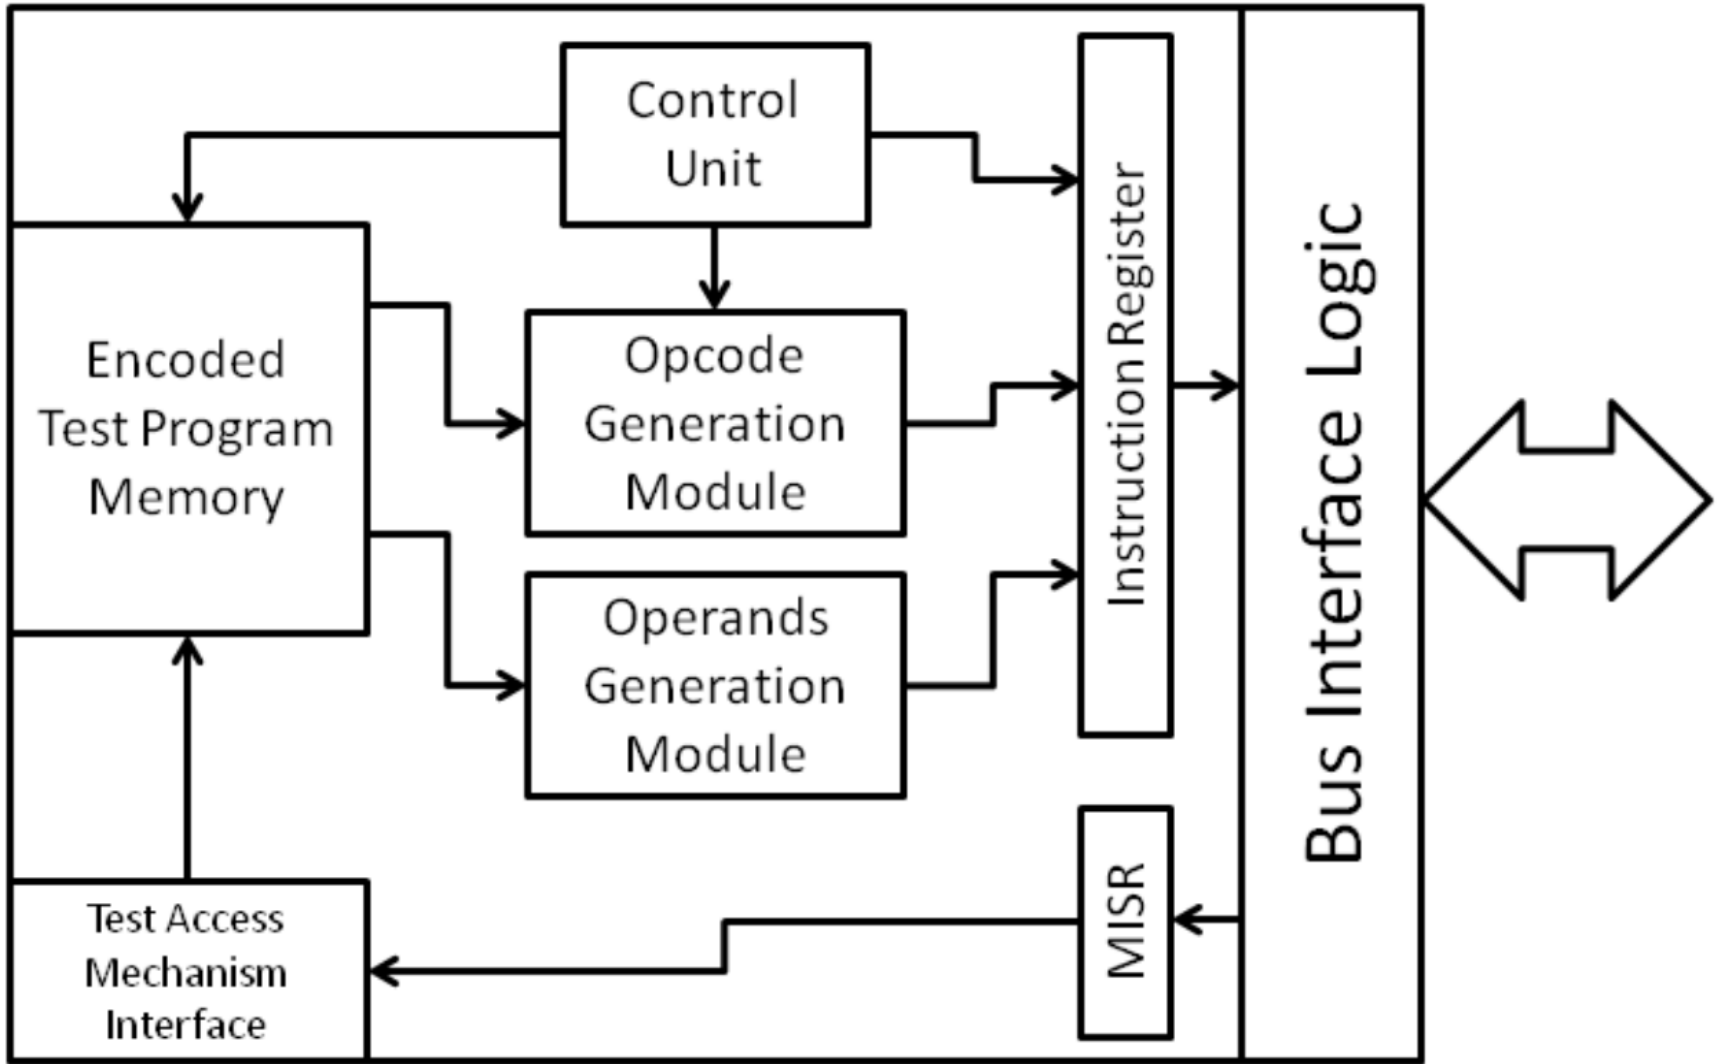 Control
Unit
Encoded
Test Program
Memory
Opcode
Generation
Module
Operands
Generation
Module
Instruction Register
Bus Interface Logic
MISR
Test Access
Mechanism
Interface